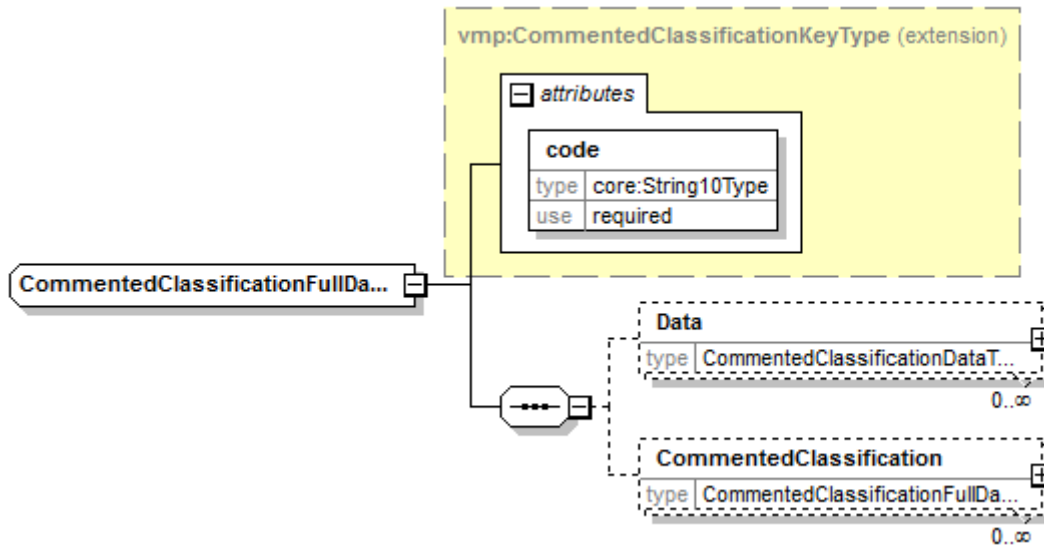 vmp:CommentedClassificationKeyType (extension)
attributes
code
type core:String10Type
use required
CommentedClassificationFullDa...
Data
type CommentedClassificationDataT...
0..∞
CommentedClassification
type CommentedClassificationFullDa...
0..∞